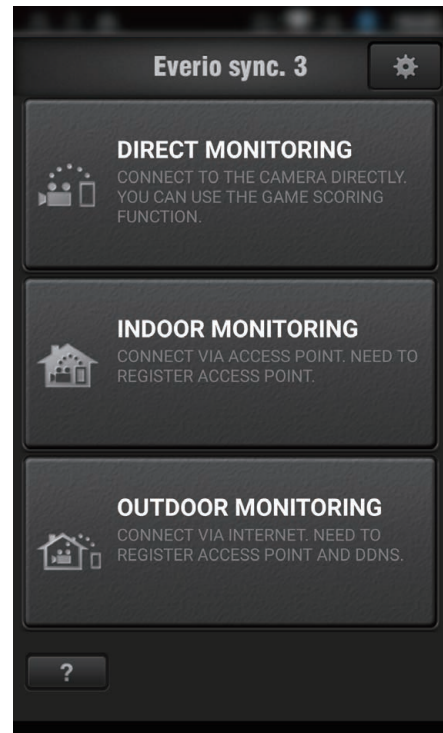 Everio sync. 3
DIRECT MONITORING
CONNECT TO THE CAMERA DIRECTLY.
YOU CAN USE THE GAME SCORING
FUNCTION.
INDOOR MONITORING
CONNECT VIA ACCESS POINT. NEED TO
REGISTER ACCESS POINT.
OUTDOOR MONITORING
CONNECT VIA INTERNET. NEED TO
REGISTER ACCESS POINT AND DDNS.
?